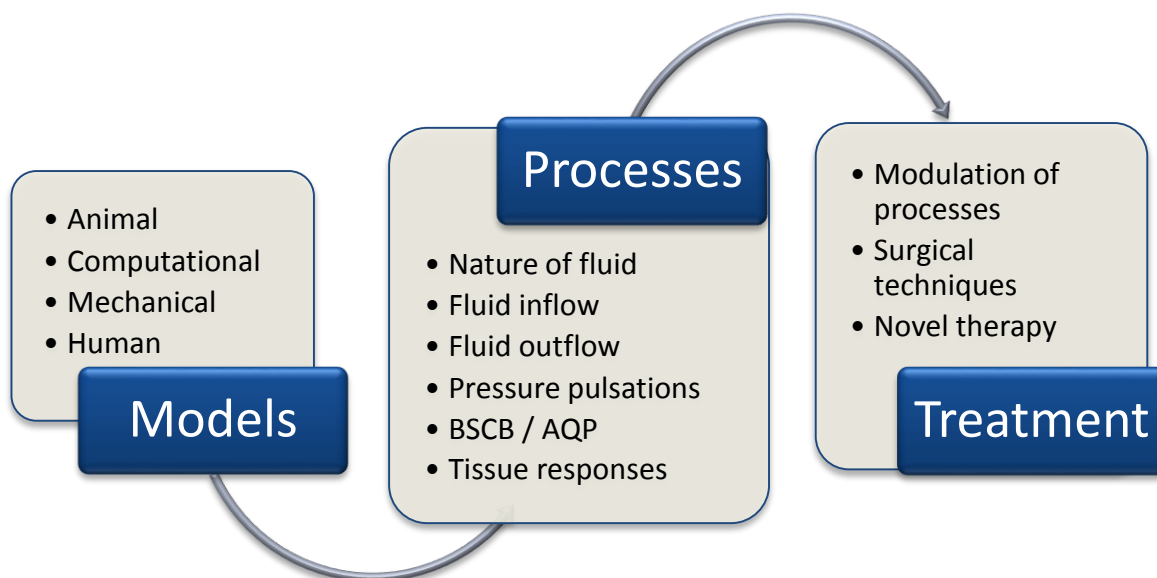 • Animal
• Computational
• Mechanical
• Human
Models
Processes
• Nature of fluid
• Fluid inflow
• Fluid outflow
• Pressure pulsations
• BSCB / AQP
• Tissue responses
• Modulation of
processes
• Surgical
techniques
• Novel therapy
Treatment